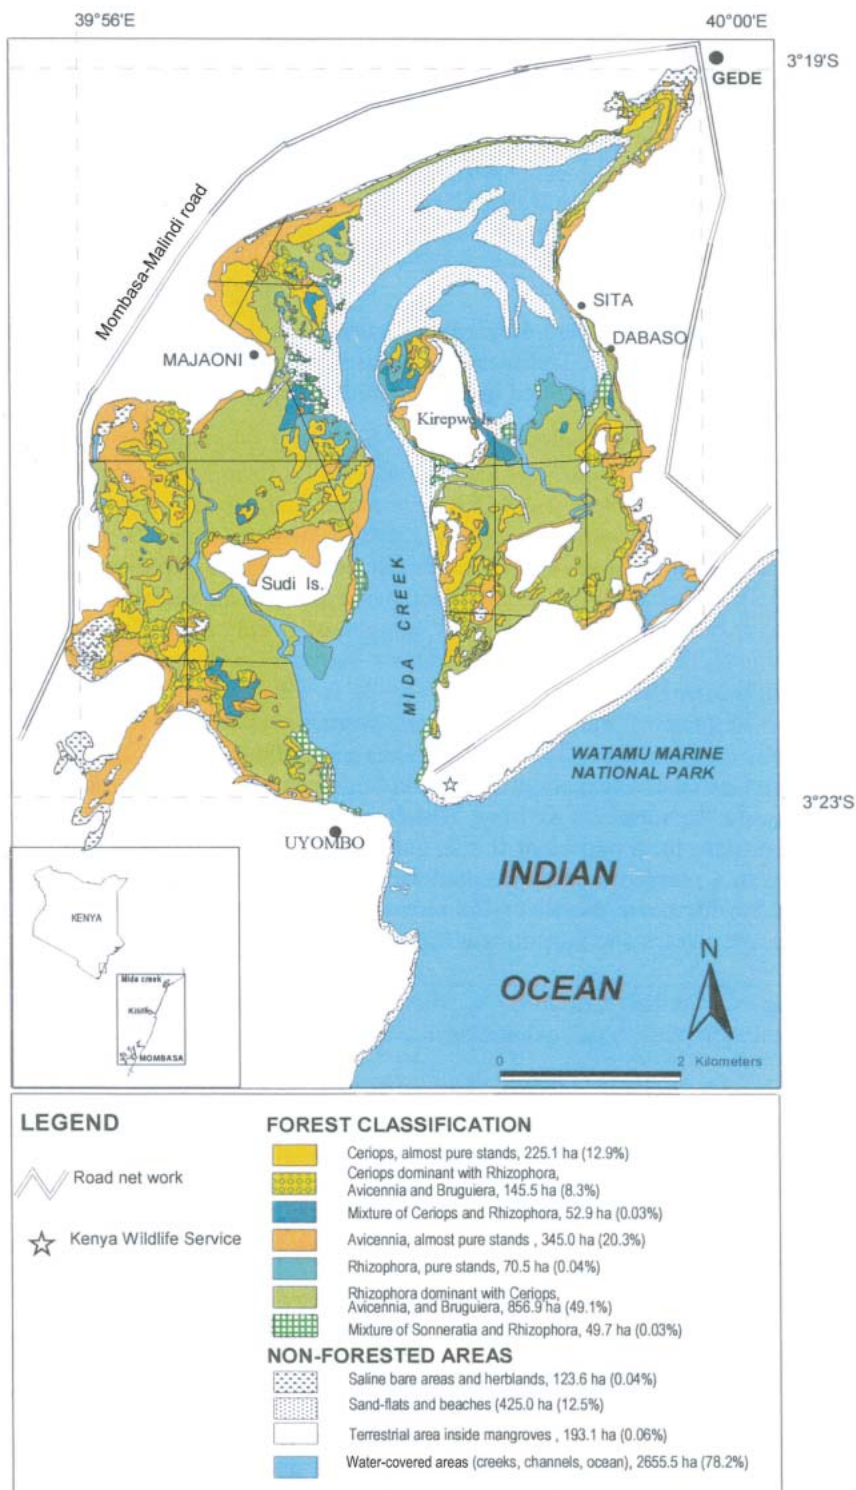 39°56'E
40°00'E
3°19'S
GEDE
Mombasa-Malindi road
SITA
DABASO
MAJAONI
Kirepwe Is.
Sudi Is.
MIDA CREEK
WATAMU MARINE
NATIONAL PARK
3°23'S
UYOMBO
INDIAN
OCEAN
KENYA
Mida creek
Kilifi
MOMBASA
N
0 2 Kilometers
LEGEND
Road net work
Kenya Wildlife Service
FOREST CLASSIFICATION
Ceriops, almost pure stands, 225.1 ha (12.9%)
Ceriops dominant with Rhizophora,
Avicennia and Bruguiera, 145.5 ha (8.3%)
Mixture of Ceriops and Rhizophora, 52.9 ha (0.03%)
Avicennia, almost pure stands , 345.0 ha (20.3%)
Rhizophora, pure stands, 70.5 ha (0.04%)
Rhizophora dominant with Ceriops,
Avicennia, and Bruguiera, 856.9 ha (49.1%)
Mixture of Sonneratia and Rhizophora, 49.7 ha (0.03%)
NON-FORESTED AREAS
Saline bare areas and herblands, 123.6 ha (0.04%)
Sand-flats and beaches (425.0 ha (12.5%)
Terrestrial area inside mangroves , 193.1 ha (0.06%)
Water-covered areas (creeks, channels, ocean), 2655.5 ha (78.2%)